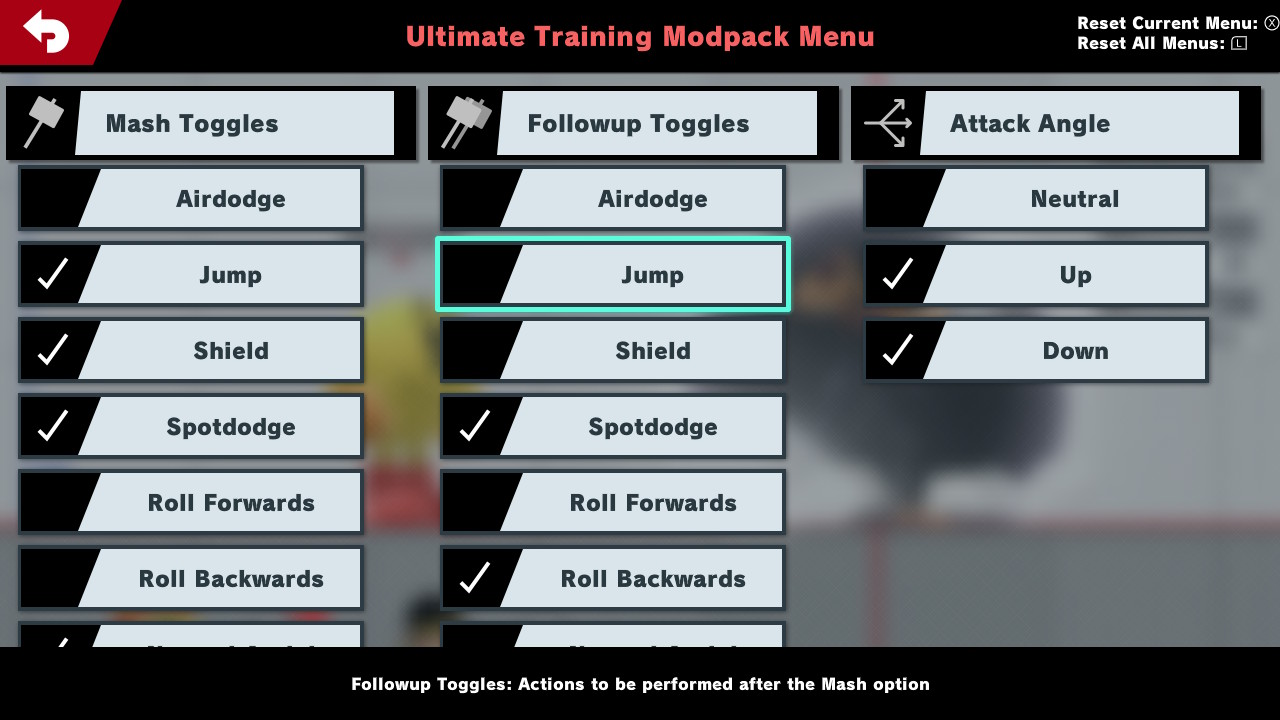 Ultimate Training Modpack Menu
Reset Current Menu: Ⓧ
Reset All Menus: L
Mash Toggles
Followup Toggles
Attack Angle
Airdodge
Airdodge
Neutral
Jump
Jump
Up
Shield
Shield
Down
Spotdodge
Spotdodge
Roll Forwards
Roll Forwards
Roll Backwards
Roll Backwards
Followup Toggles: Actions to be performed after the Mash option